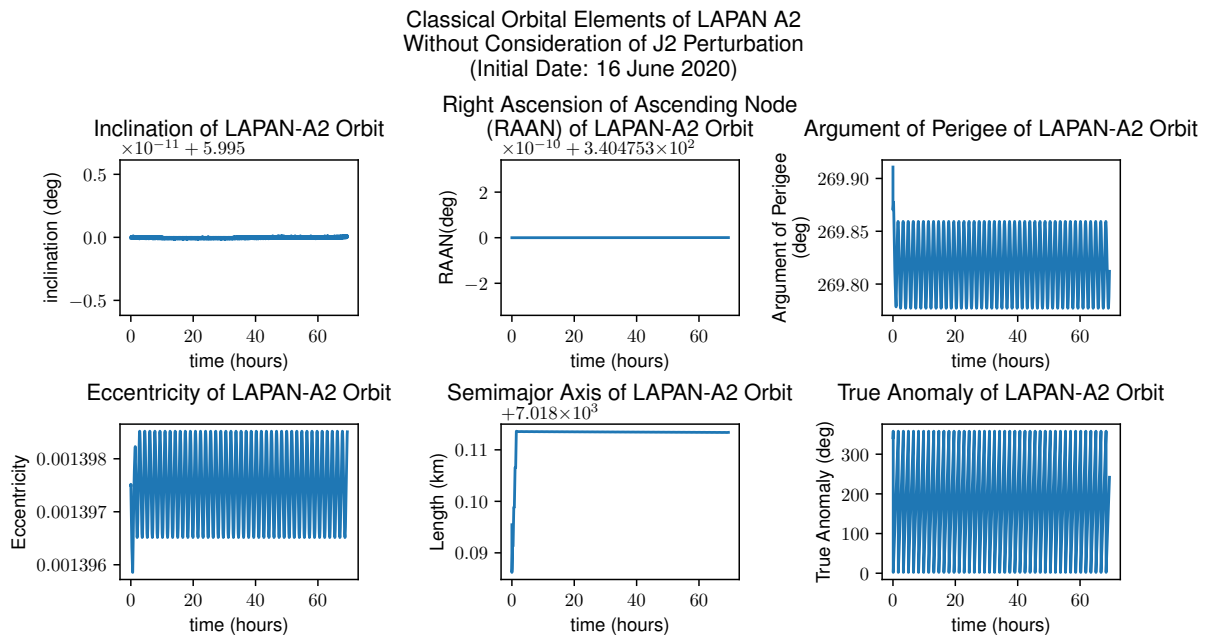 Classical Orbital Elements of LAPAN A2
Without Consideration of J2 Perturbation
(Initial Date: 16 June 2020)
Inclination of LAPAN-A2 Orbit
×10⁻¹¹ + 5.995
0.5
0.0
−0.5
inclination (deg)
0 20 40 60
time (hours)
Right Ascension of Ascending Node
(RAAN) of LAPAN-A2 Orbit
×10⁻¹⁰ + 3.404753×10²
2
0
−2
RAAN(deg)
0 20 40 60
time (hours)
Argument of Perigee of LAPAN-A2 Orbit
269.90
269.85
269.80
Argument of Perigee
(deg)
0 20 40 60
time (hours)
Eccentricity of LAPAN-A2 Orbit
0.001398
0.001397
0.001396
Eccentricity
0 20 40 60
time (hours)
Semimajor Axis of LAPAN-A2 Orbit
+7.018×10³
0.11
0.10
0.09
Length (km)
0 20 40 60
time (hours)
True Anomaly of LAPAN-A2 Orbit
300
200
100
0
True Anomaly (deg)
0 20 40 60
time (hours)